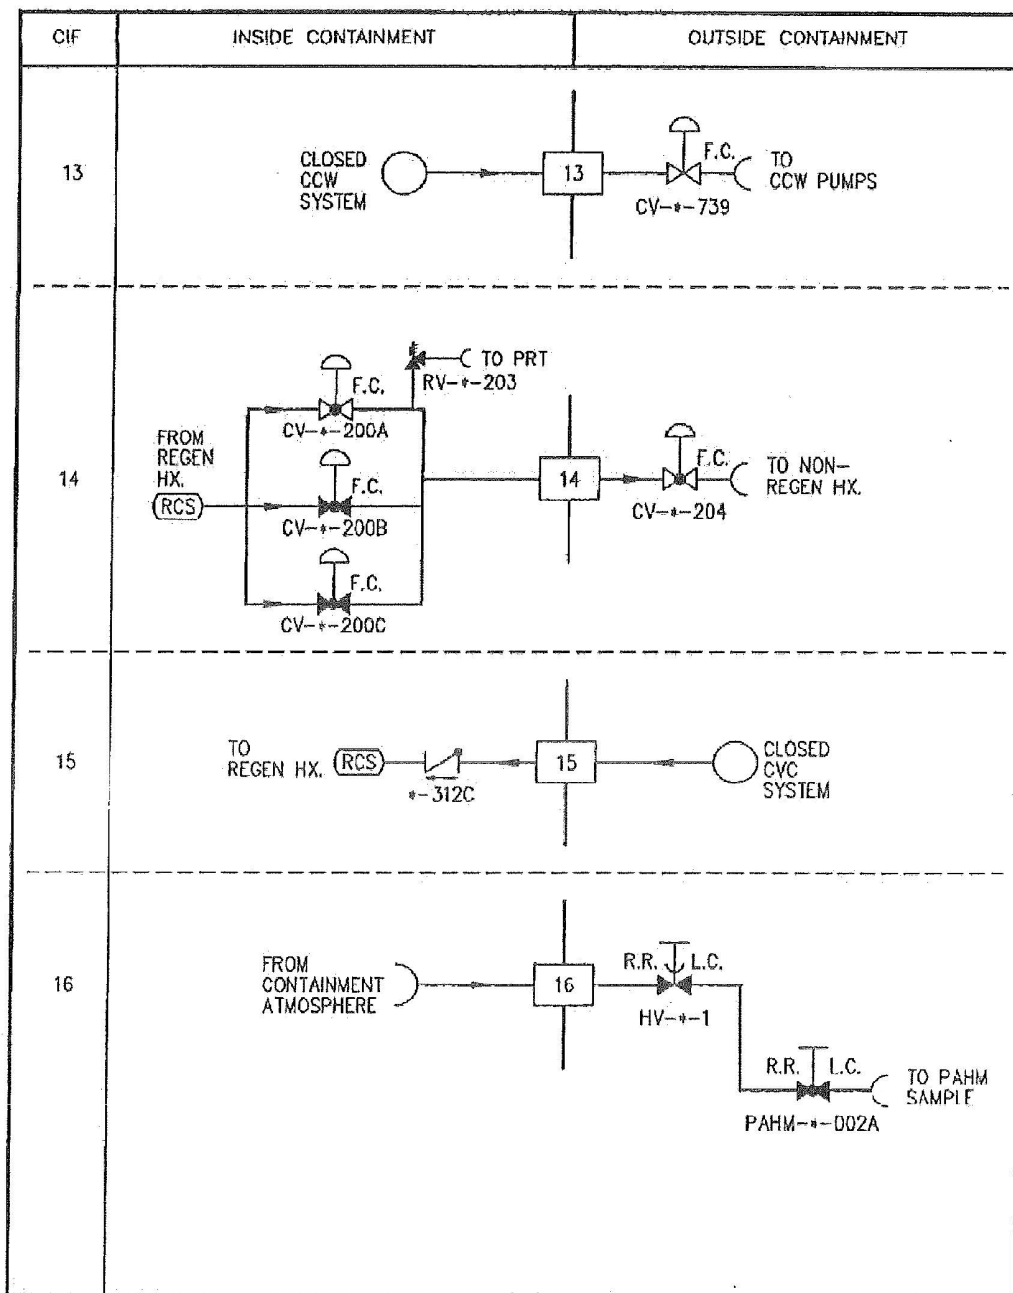 CIF INSIDE CONTAINMENT OUTSIDE CONTAINMENT
13
CLOSED
CCW
SYSTEM
13
F.C.
CV-*-739
TO
CCW PUMPS
14
FROM
REGEN
HX.
RCS
F.C.
CV-*-200A
F.C.
CV-*-200B
F.C.
CV-*-200C
TO PRT
RV-*-203
14
F.C.
CV-*-204
TO NON-
REGEN HX.
15
TO
REGEN HX.
RCS
*-312C
15
CLOSED
CVC
SYSTEM
16
FROM
CONTAINMENT
ATMOSPHERE
16
R.R. L.C.
HV-*-1
R.R. L.C.
PAHM-*-002A
TO PAHM
SAMPLE